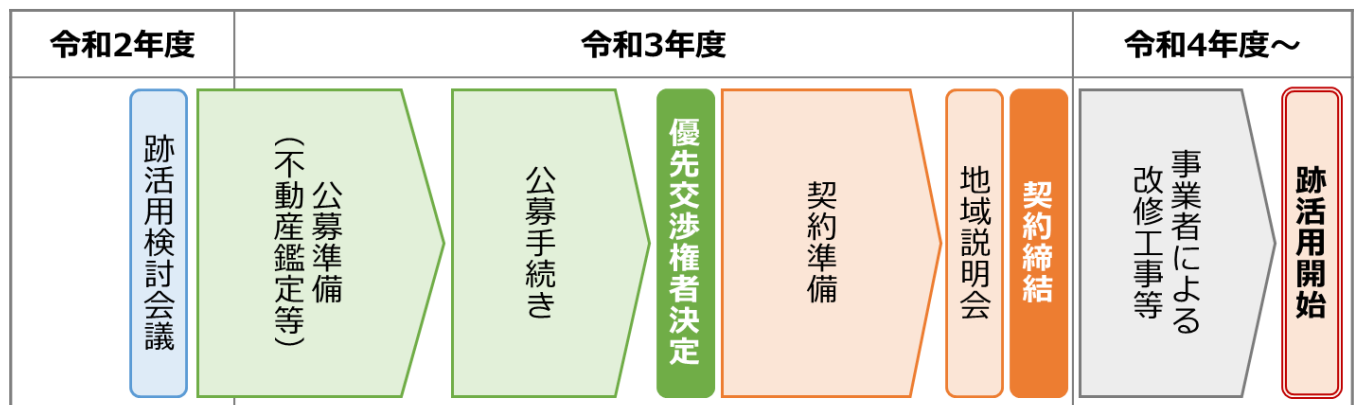 令和2年度
令和3年度
令和4年度～
跡活用検討会議
公募準備
（不動産鑑定等）
公募手続き
優先交渉権者決定
契約準備
地域説明会
契約締結
事業者による
改修工事等
跡活用開始